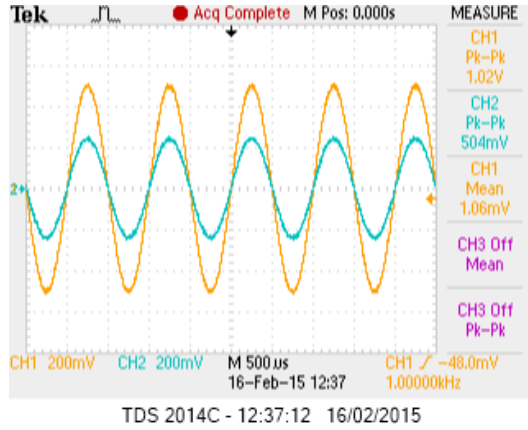 Tek Acq Complete M Pos: 0.000s MEASURE
CH1
Pk-Pk
1.02V
CH2
Pk-Pk
504mV
CH1
Mean
1.06mV
CH3 Off
Mean
CH3 Off
Pk-Pk
2
CH1 200mV CH2 200mV M 500us CH1 -48.0mV
16-Feb-15 12:37 1.00000kHz
TDS 2014C - 12:37:12 16/02/2015